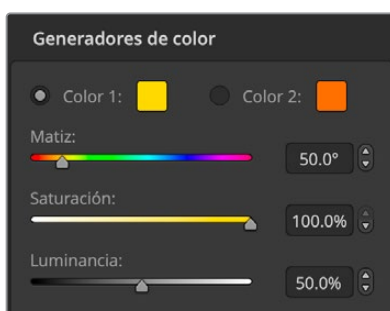 Generadores de color
Color 1: Color 2:
Matiz:
50.0°
Saturación:
100.0%
Luminancia:
50.0%